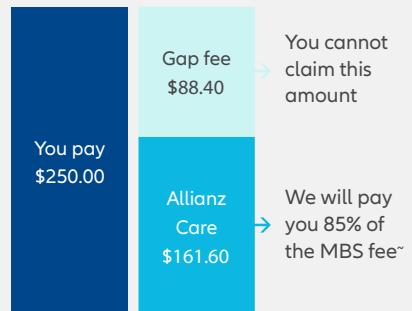 You pay
$250.00
Gap fee
$88.40
You cannot
claim this
amount
Allianz
Care
$161.60
We will pay
you 85% of
the MBS fee~